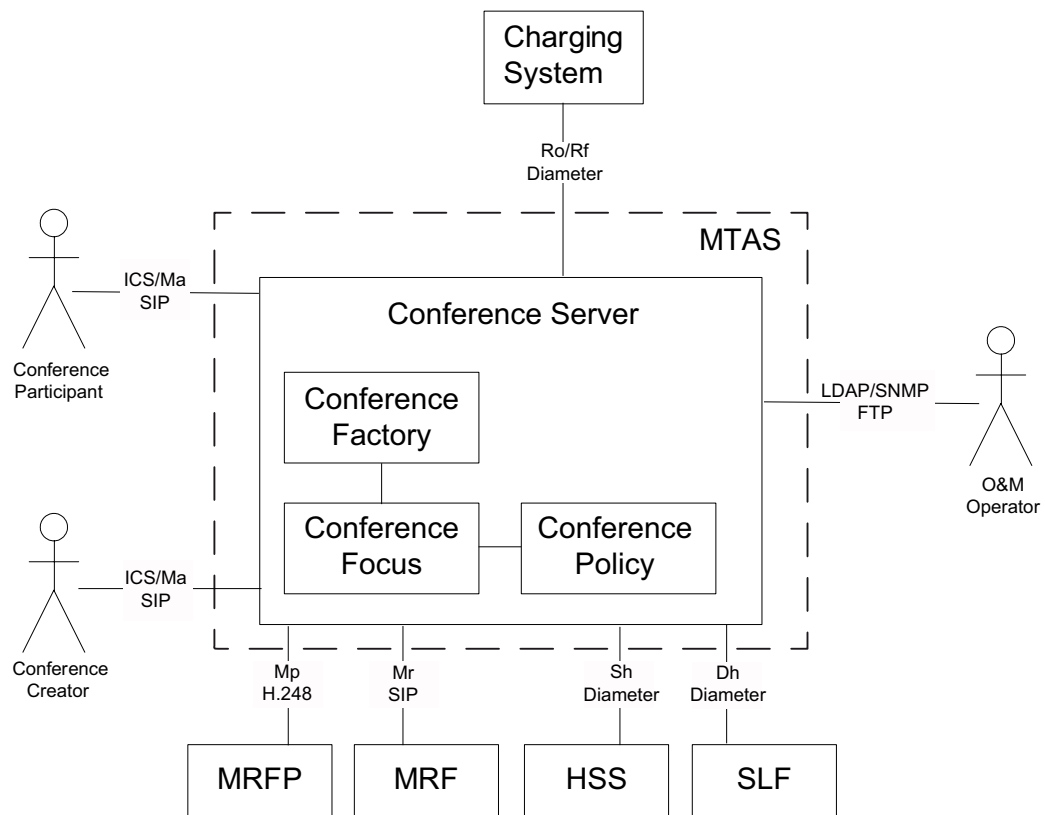 Charging
System
Ro/Rf
Diameter
MTAS
ICS/Ma
SIP
Conference Server
Conference
Participant
LDAP/SNMP
FTP
Conference
Factory
O&M
Operator
Conference
Focus
Conference
Policy
ICS/Ma
SIP
Conference
Creator
Mp
H.248
Mr
SIP
Sh
Diameter
Dh
Diameter
MRFP
MRF
HSS
SLF